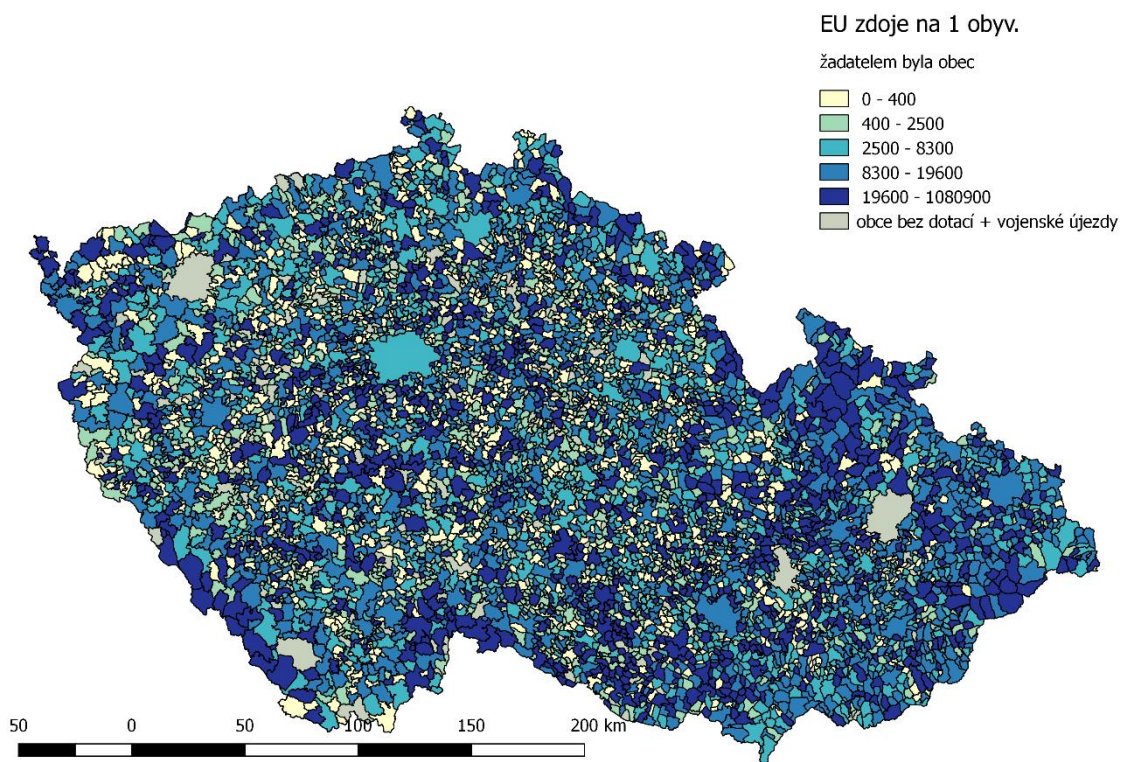 EU zdoje na 1 obyv.
žadatelem byla obec
0 - 400
400 - 2500
2500 - 8300
8300 - 19600
19600 - 1080900
obce bez dotací + vojenské újezdy
50 0 50 100 150 200 km